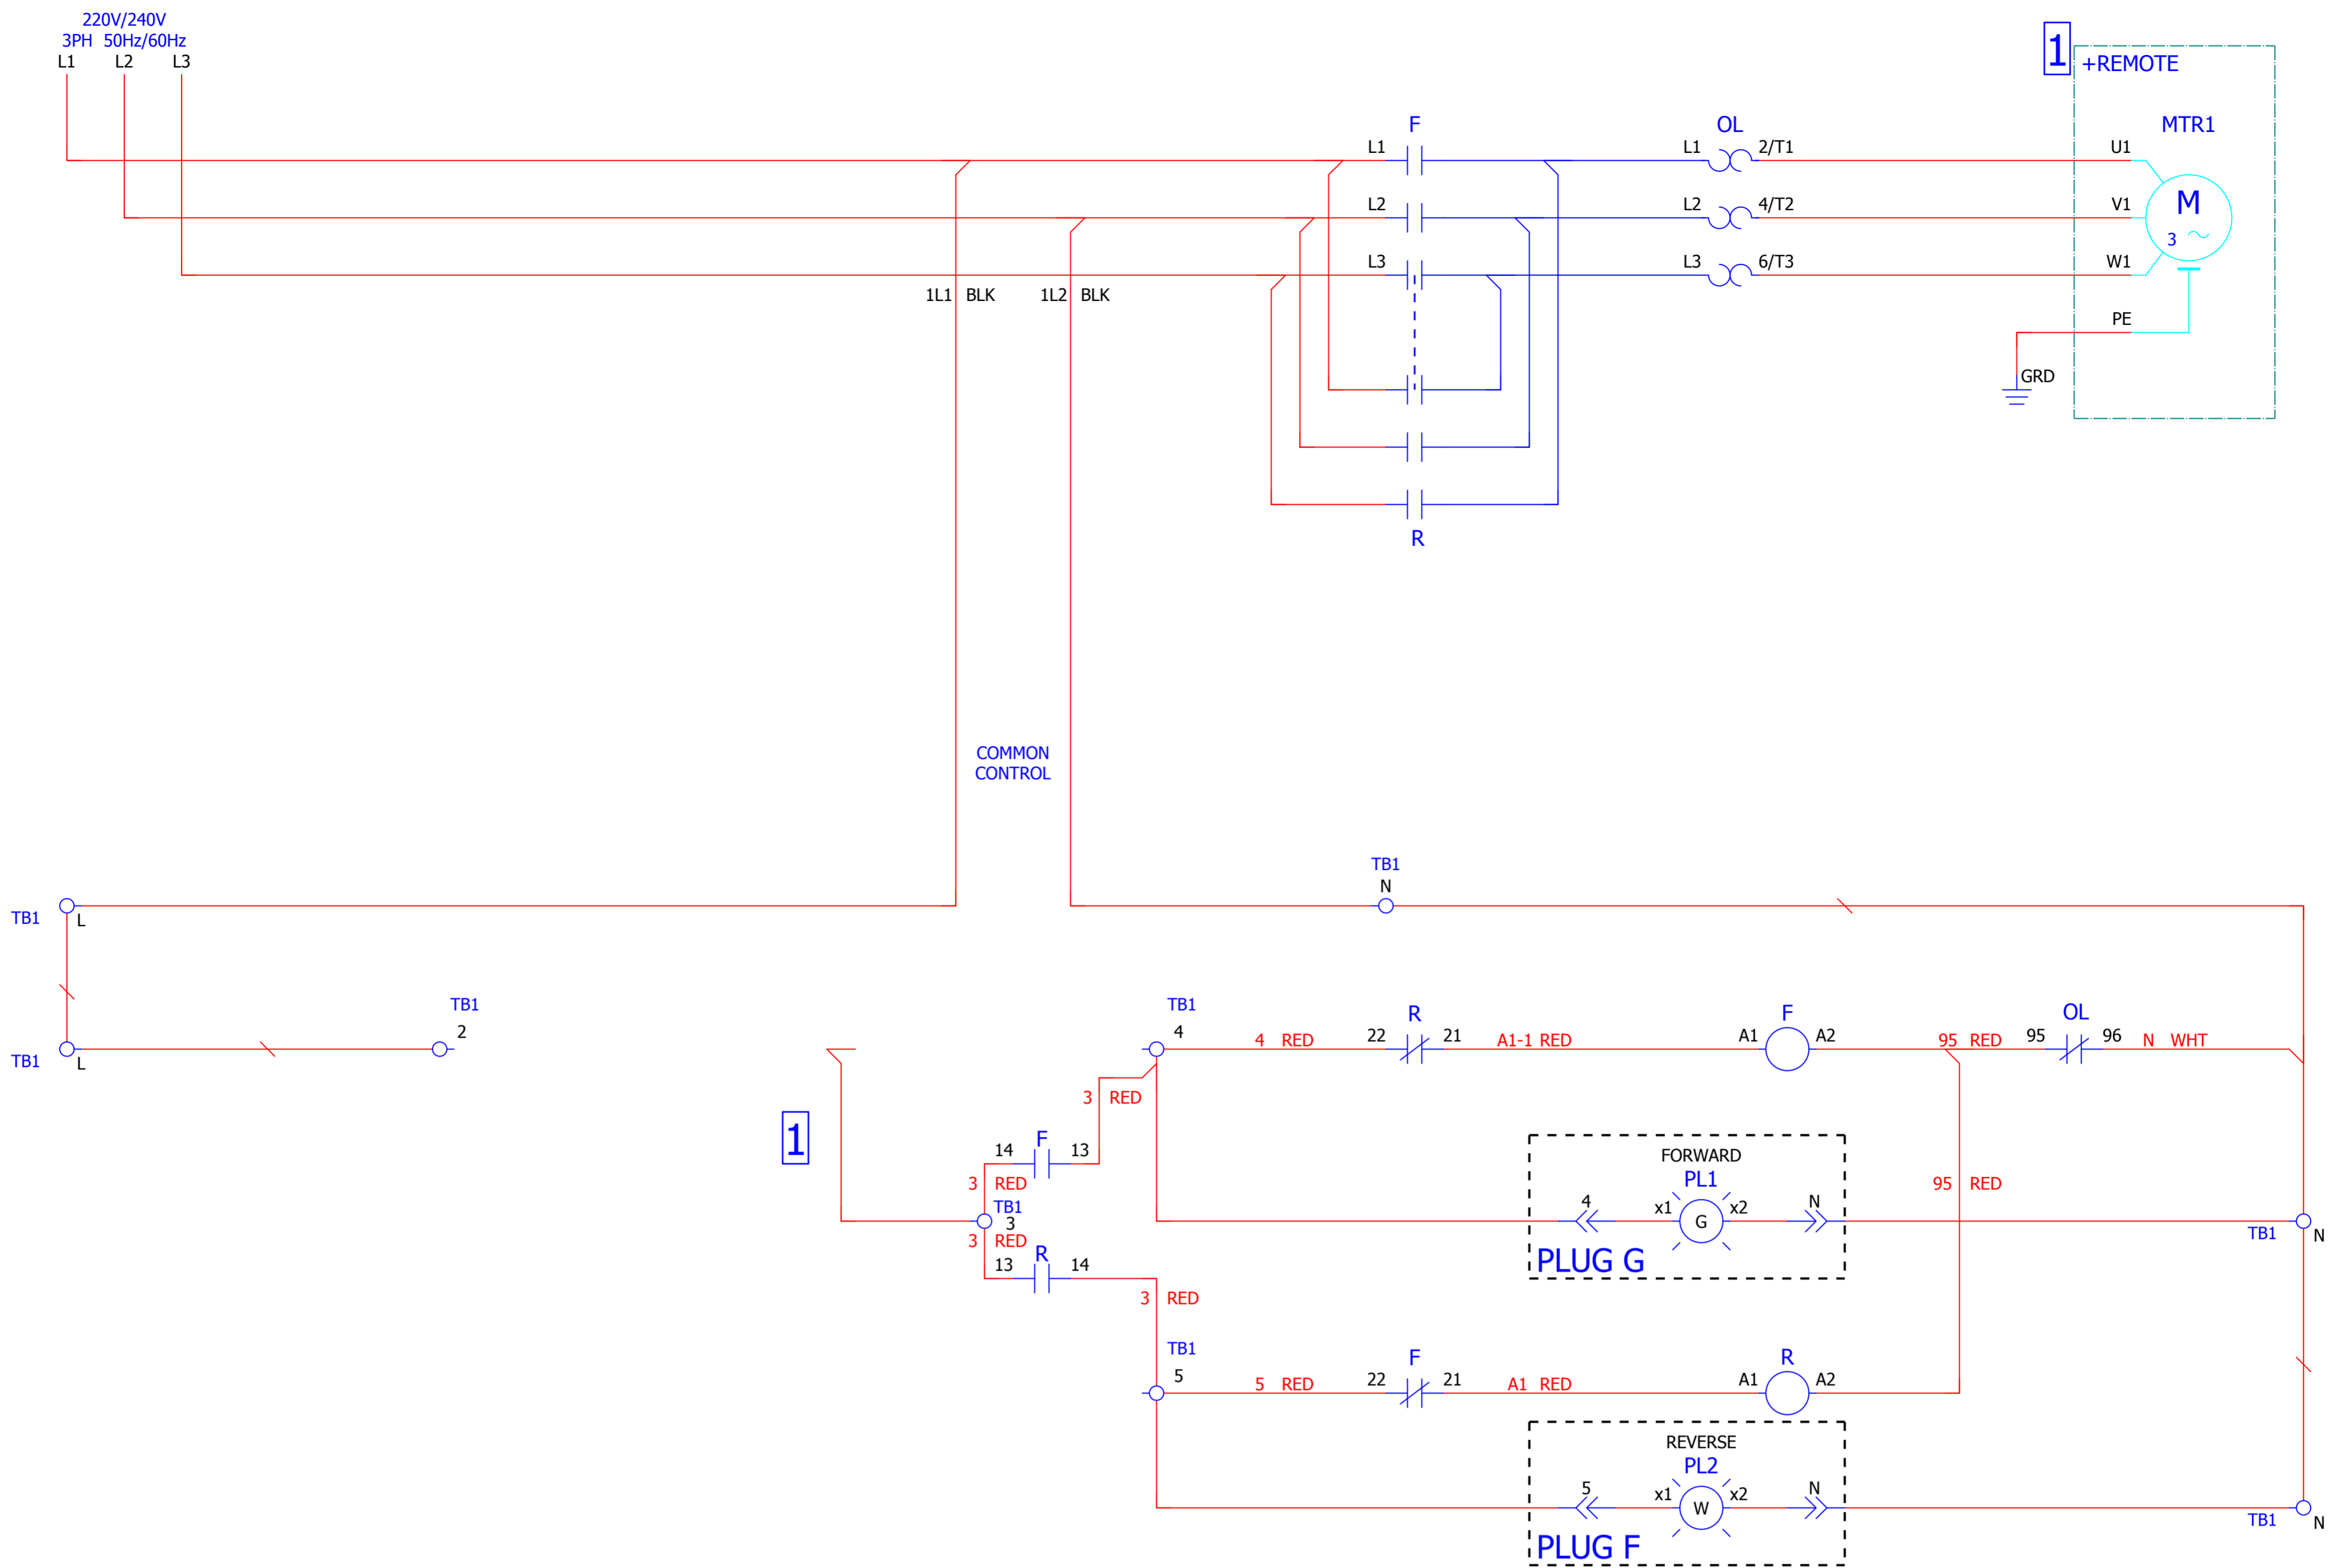 220V/240V
3PH 50Hz/60Hz
L1 L2 L3
1
+REMOTE
F OL MTR1
L1 L1 2/T1 U1
L2 L2 4/T2 V1
M
3
L3 L3 6/T3 W1
1L1 BLK 1L2 BLK
PE
GRD
R
COMMON
CONTROL
TB1
N
TB1 L
TB1
2
TB1 L
TB1
4
4 RED 22 R 21 A1-1 RED A1 F A2 95 RED 95 OL 96 N WHT
3 RED
1
14 F 13
3 RED
TB1
3
3 RED
13 R 14
3 RED
FORWARD
PL1
4 x1 G x2 N
PLUG G
95 RED
TB1 N
TB1
5
5 RED 22 F 21 A1 RED A1 R A2
REVERSE
PL2
5 x1 W x2 N
PLUG F
TB1 N